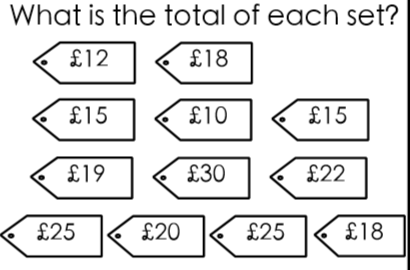 What is the total of each set?
£12 £18
£15 £10 £15
£19 £30 £22
£25 £20 £25 £18